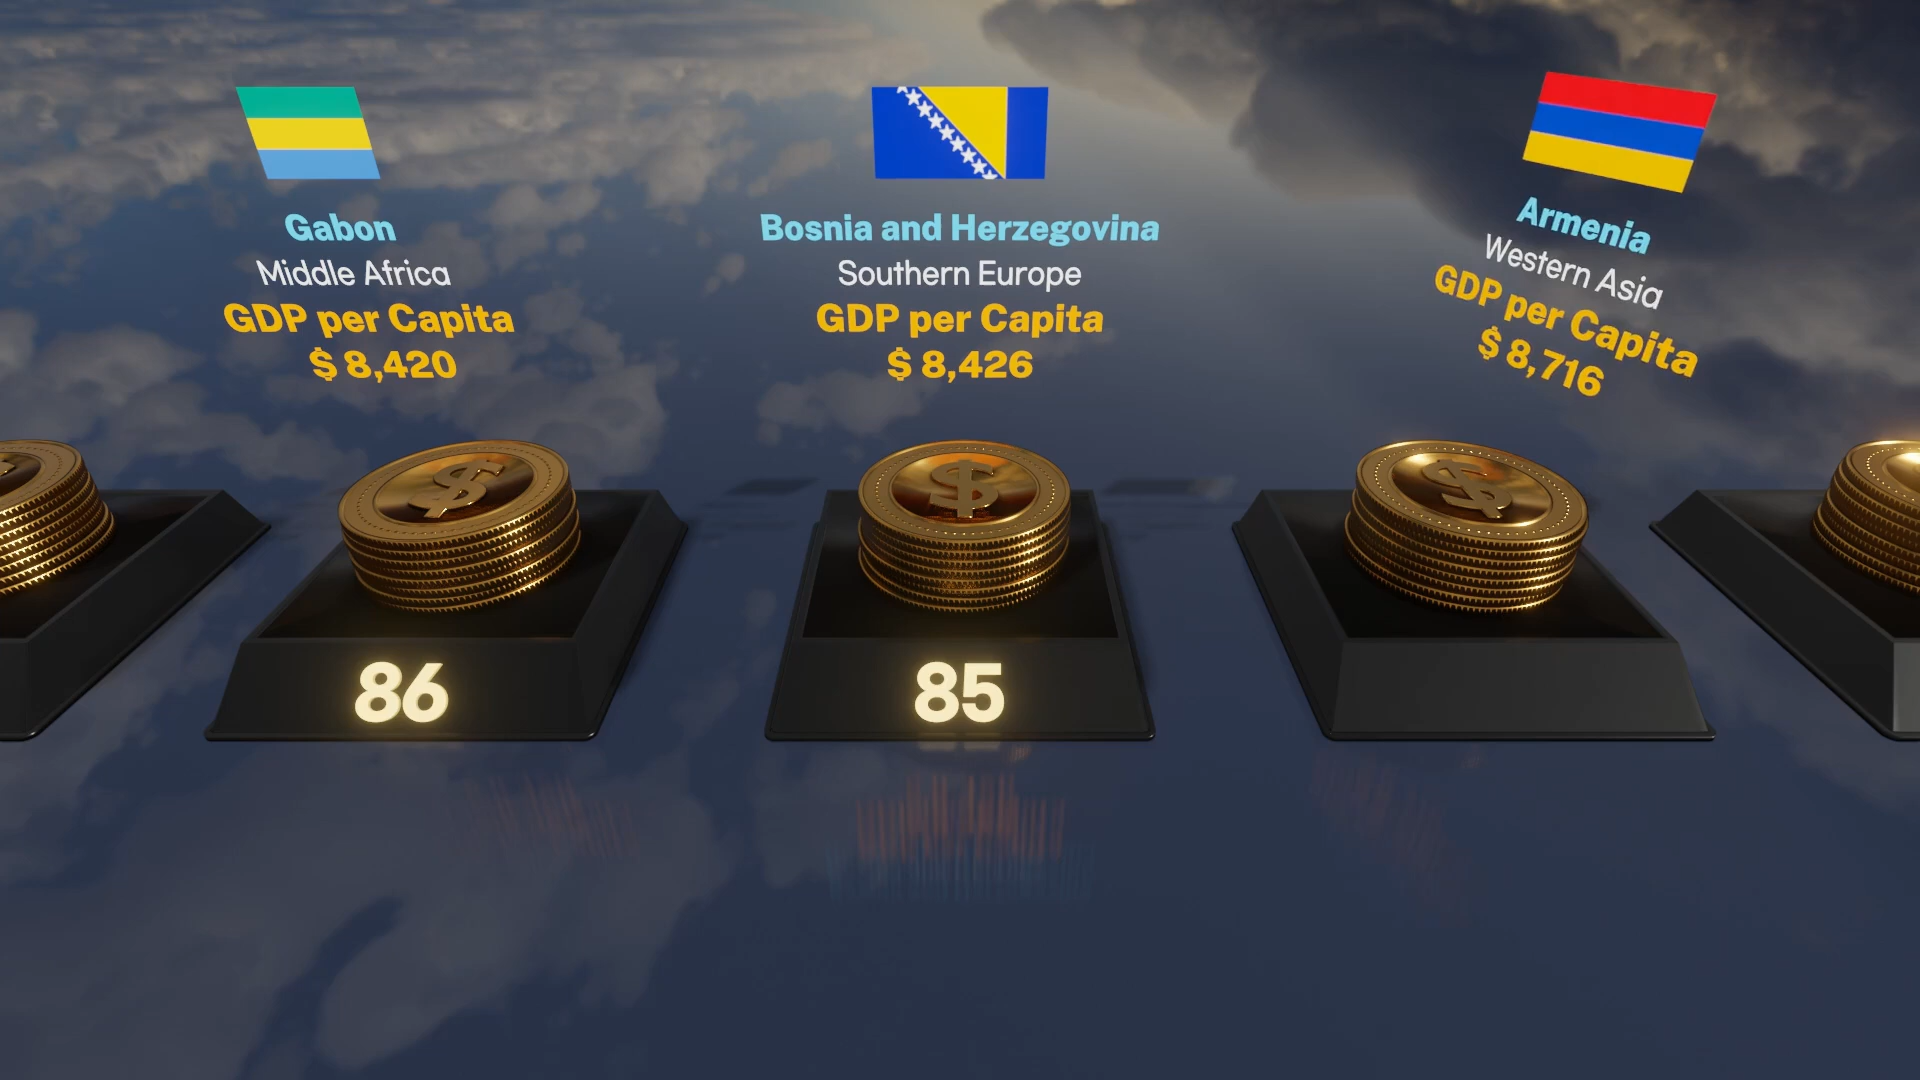 Gabon
Middle Africa
GDP per Capita
$ 8,420
86
Bosnia and Herzegovina
Southern Europe
GDP per Capita
$ 8,426
85
Armenia
Western Asia
GDP per Capita
$ 8,716